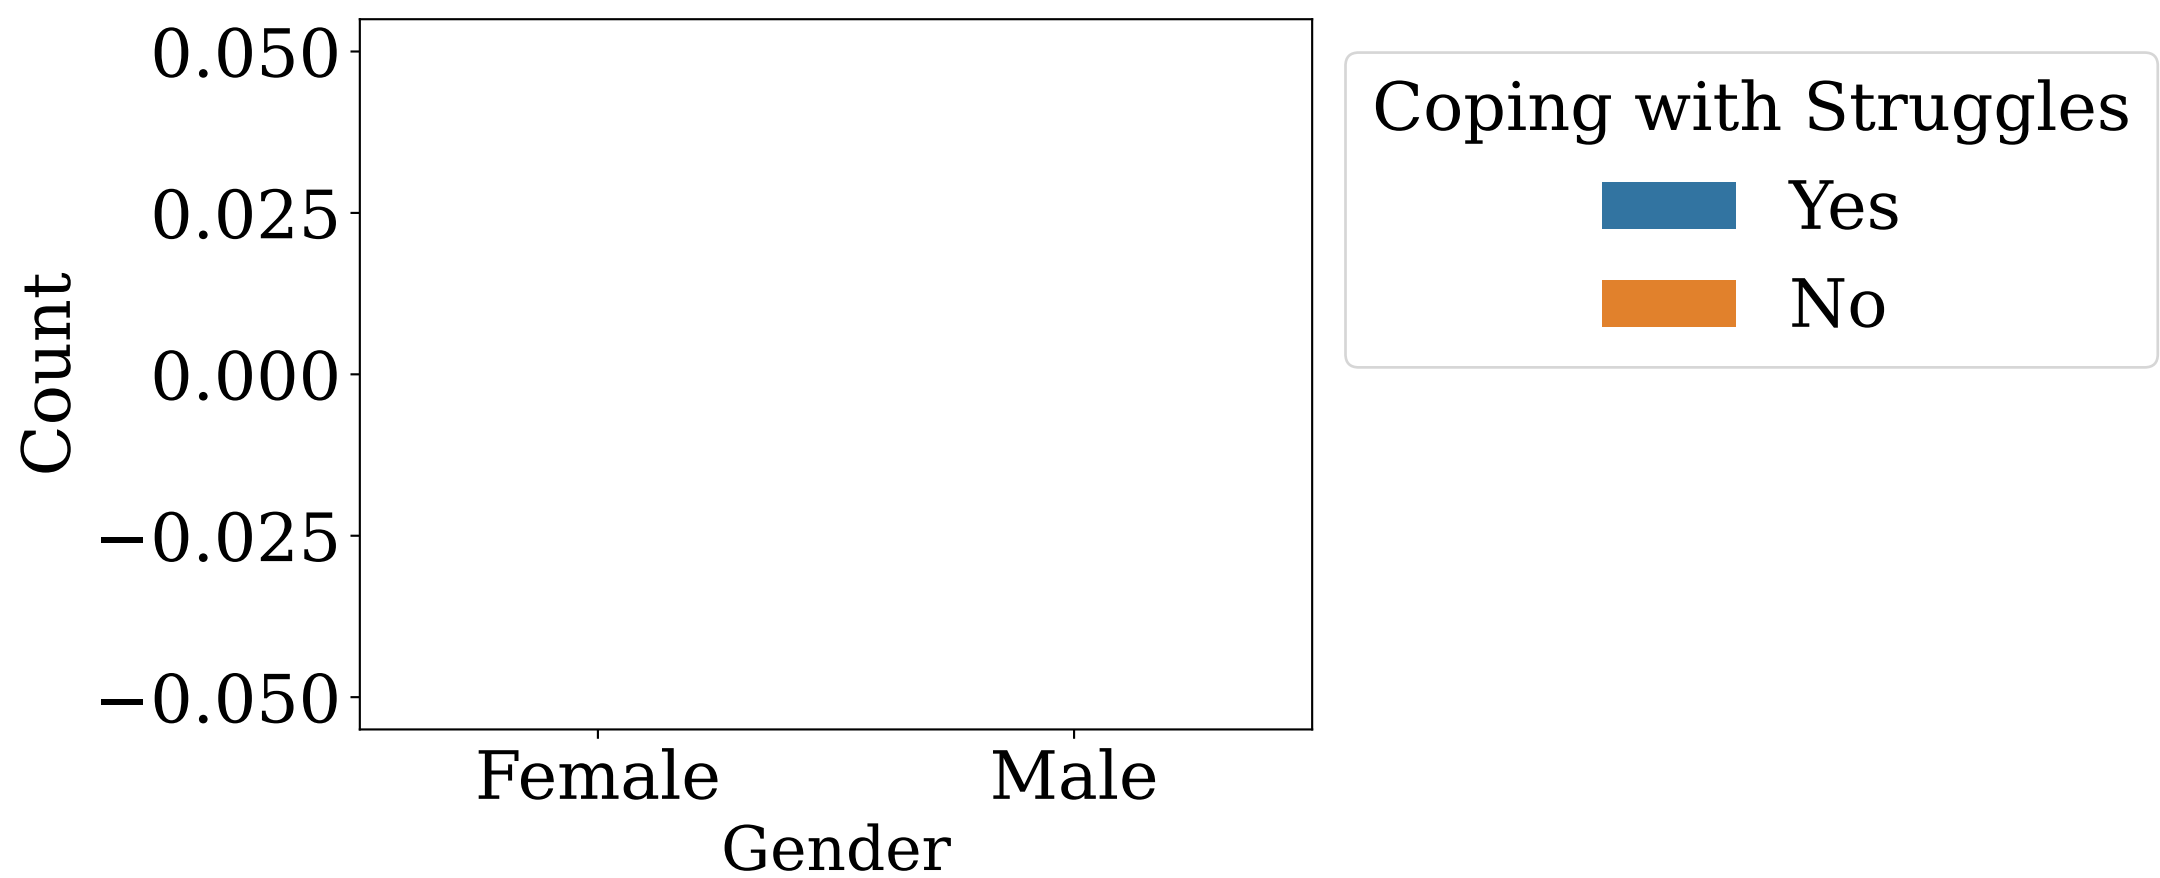 0.050
0.025
0.000
−0.025
−0.050
Count
Female
Male
Gender
Coping with Struggles
Yes
No